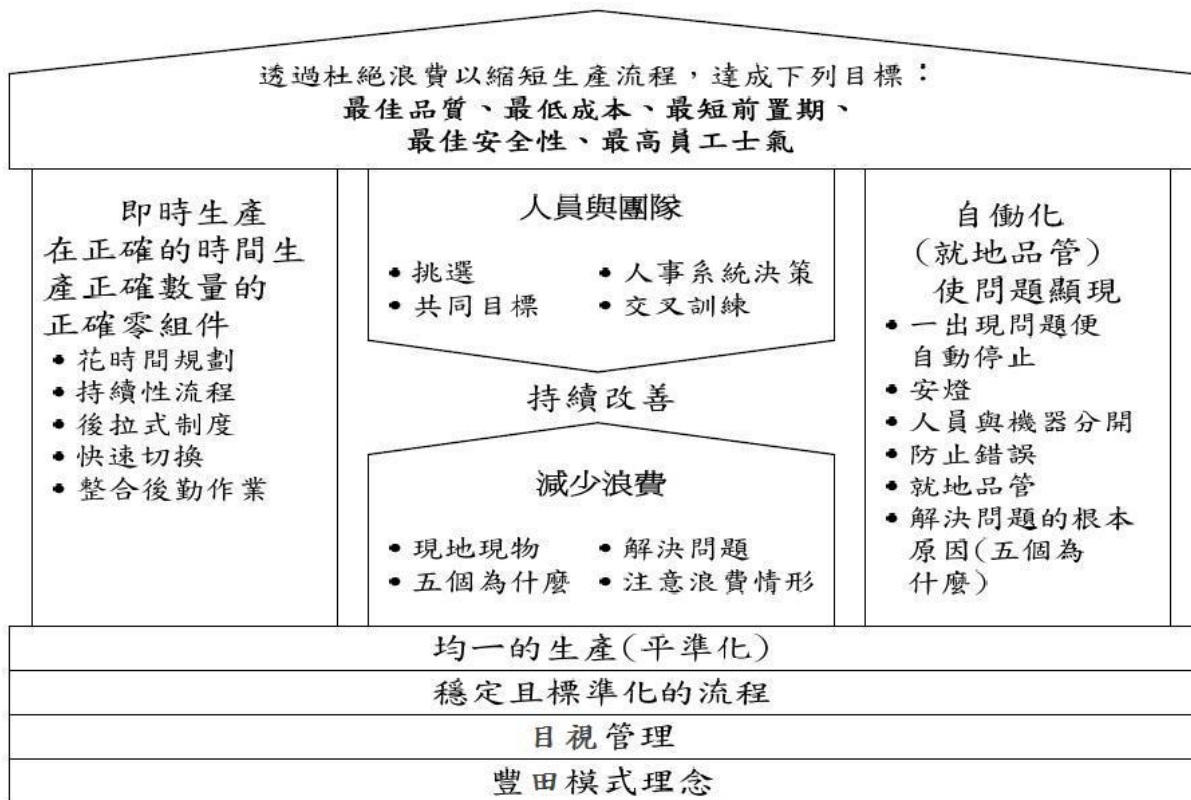 透過杜絕浪費以縮短生產流程，達成下列目標：
最佳品質、最低成本、最短前置期、
最佳安全性、最高員工士氣
即時生產
在正確的時間生
產正確數量的
正確零組件
• 花時間規劃
• 持續性流程
• 後拉式制度
• 快速切換
• 整合後勤作業
人員與團隊
• 挑選 • 人事系統決策
• 共同目標 • 交叉訓練
持續改善
減少浪費
• 現地現物 • 解決問題
• 五個為什麼 • 注意浪費情形
自働化
(就地品管)
使問題顯現
• 一出現問題便
自動停止
• 安燈
• 人員與機器分開
• 防止錯誤
• 就地品管
• 解決問題的根本
原因(五個為
什麼)
均一的生產(平準化)
穩定且標準化的流程
目視管理
豐田模式理念